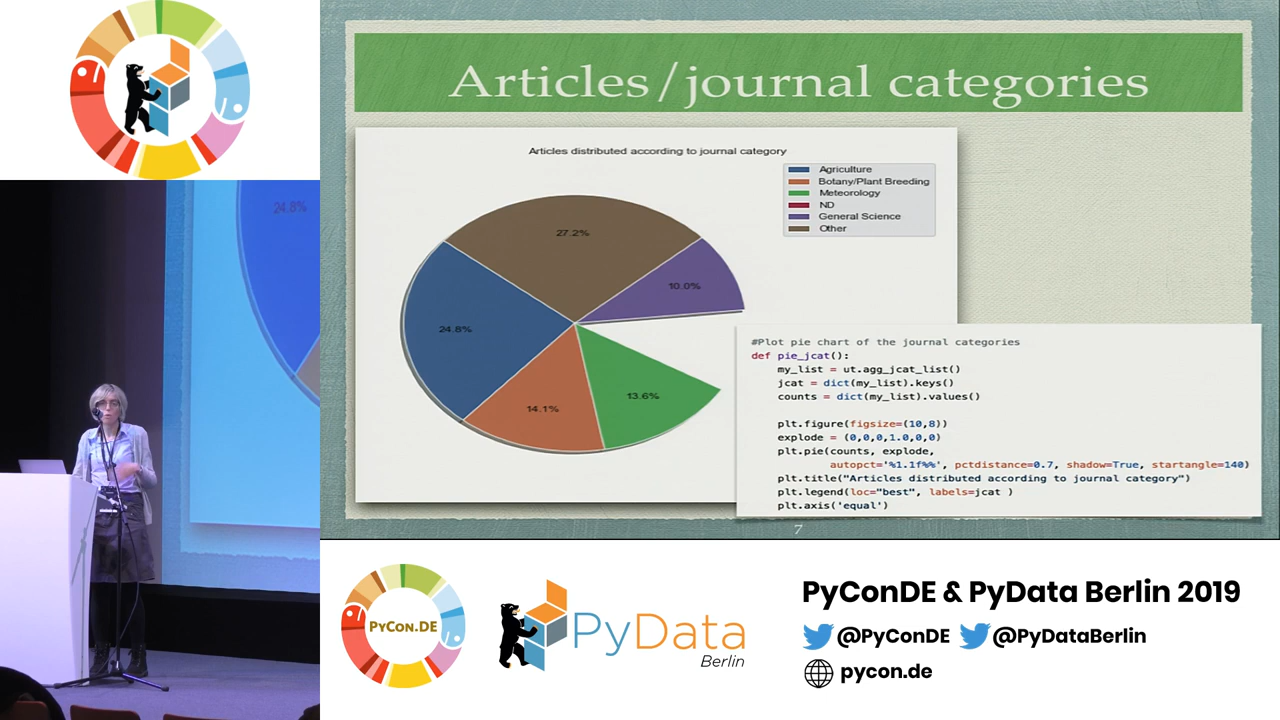 Articles/journal categories
Articles distributed according to journal category
Agriculture
Botany/Plant Breeding
Meteorology
ND
General Science
Other
27.2%
10.0%
24.8%
14.1%
13.6%
24.8%
#Plot pie chart of the journal categories
def pie_jcat():
my_list = ut.agg_jcat_list()
jcat = dict(my_list).keys()
counts = dict(my_list).values()
plt.figure(figsize=(10,8))
explode = (0,0,0,1.0,0,0)
plt.pie(counts, explode,
autopct='%1.1f%%', pctdistance=0.7, shadow=True, startangle=140)
plt.title("Articles distributed according to journal category")
plt.legend(loc="best", labels=jcat )
plt.axis('equal')
7
PYCON.DE
PyData
Berlin
PyConDE & PyData Berlin 2019
@PyConDE @PyDataBerlin
pycon.de